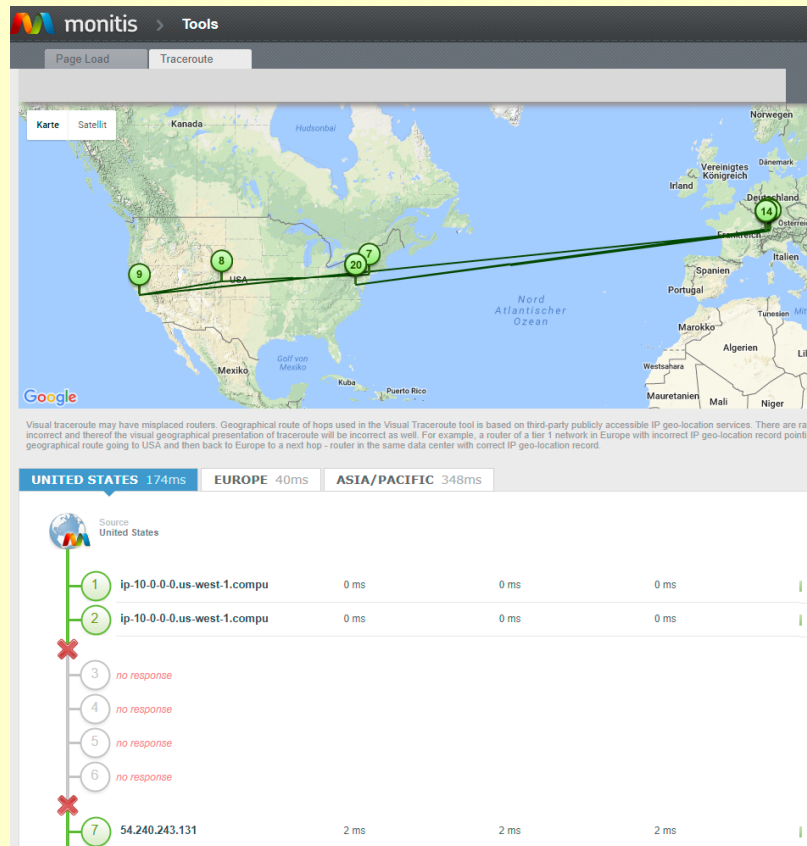 monitis > Tools
Page Load Traceroute
Karte Satellit
Kanada
Hudsonbai
Norwegen
Vereinigtes Königreich
Dänemark
Irland
Deutschland
14
Frankreich
Österrei
20 7
8
9
USA
Italien
Spanien
Portugal
Nord
Atlantischer
Ozean
Tunesien Mit
Marokko
Algerien
Golf von
Mexiko
Mexiko
Kuba
Puerto Rico
Westsahara
Lib
Mauretanien
Mali
Niger
Google
Visual traceroute may have misplaced routers. Geographical route of hops used in the Visual Traceroute tool is based on third-party publicly accessible IP geo-location services. There are ra
incorrect and thereof the visual geographical presentation of traceroute will be incorrect as well. For example, a router of a tier 1 network in Europe with incorrect IP geo-location record pointi
geographical route going to USA and then back to Europe to a next hop - router in the same data center with correct IP geo-location record.
UNITED STATES 174ms EUROPE 40ms ASIA/PACIFIC 348ms
Source
United States
1 ip-10-0-0-0.us-west-1.compu 0 ms 0 ms 0 ms
2 ip-10-0-0-0.us-west-1.compu 0 ms 0 ms 0 ms
3 no response
4 no response
5 no response
6 no response
7 54.240.243.131 2 ms 2 ms 2 ms